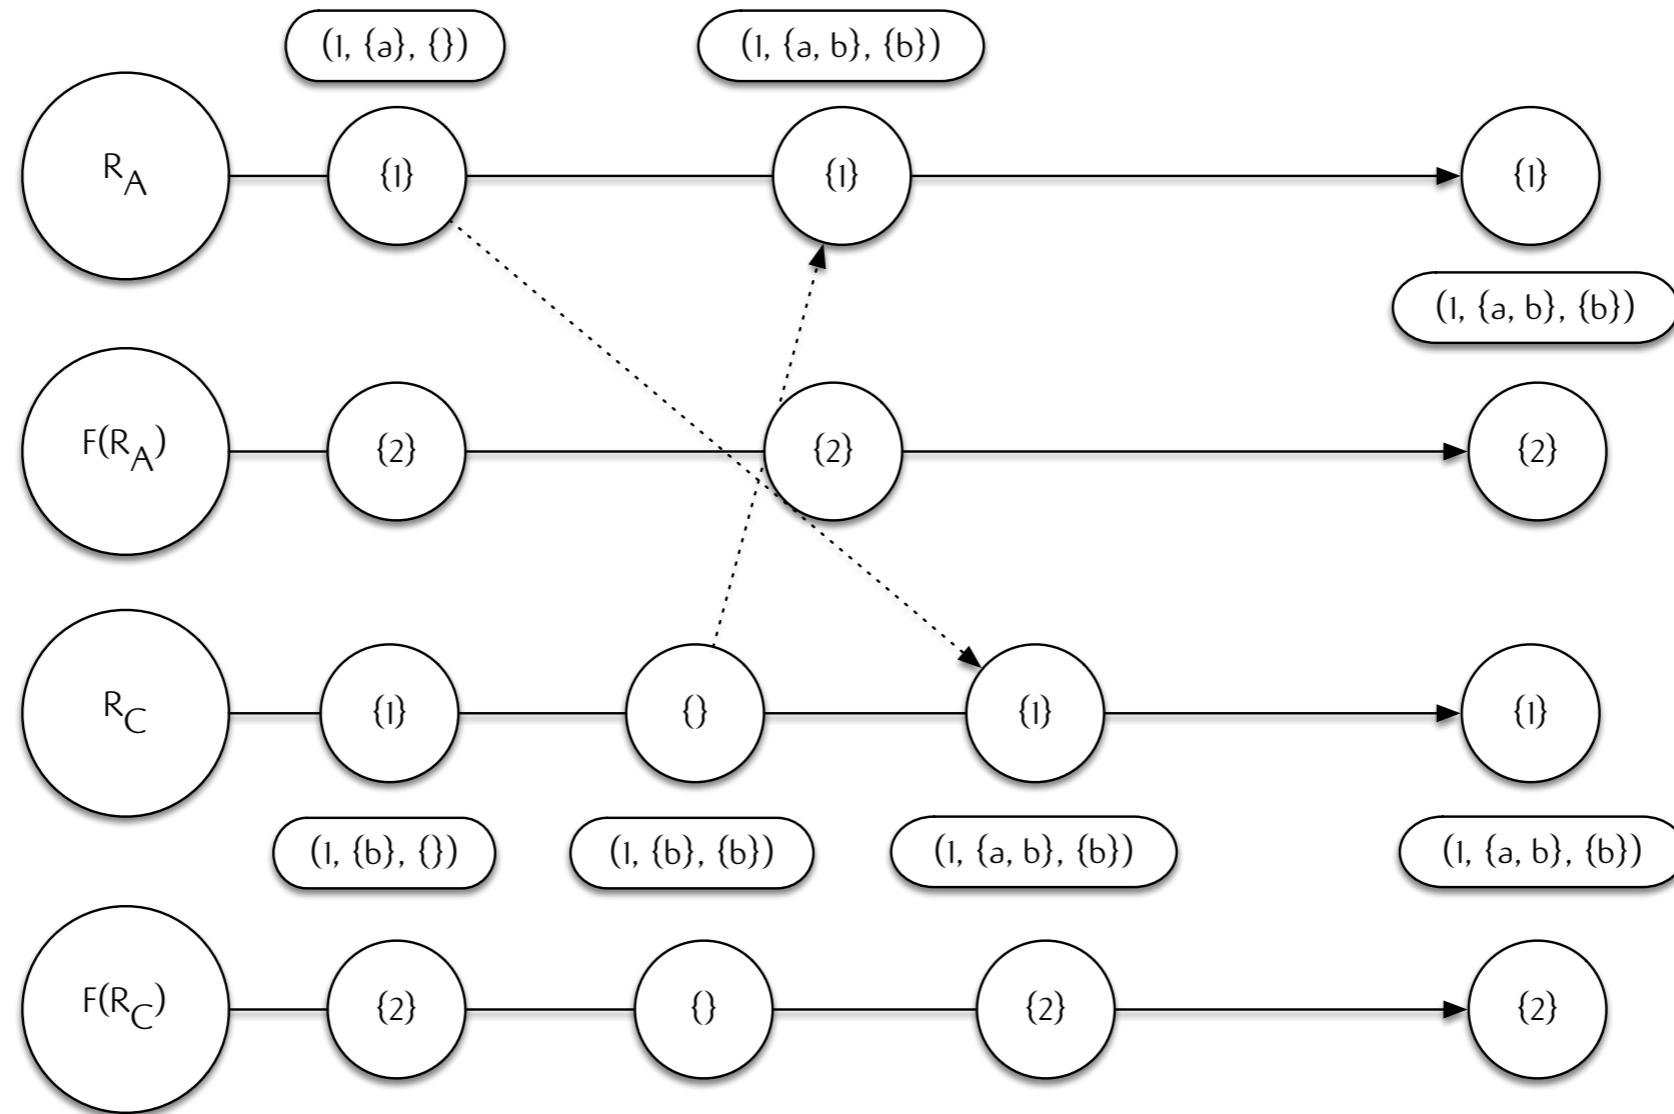 (1, {a}, {}) (1, {a, b}, {b})
R_A {1} {1} {1}
(1, {a, b}, {b})
F(R_A) {2} {2} {2}
R_C {1} {} {1} {1}
(1, {b}, {}) (1, {b}, {b}) (1, {a, b}, {b}) (1, {a, b}, {b})
F(R_C) {2} {} {2} {2}